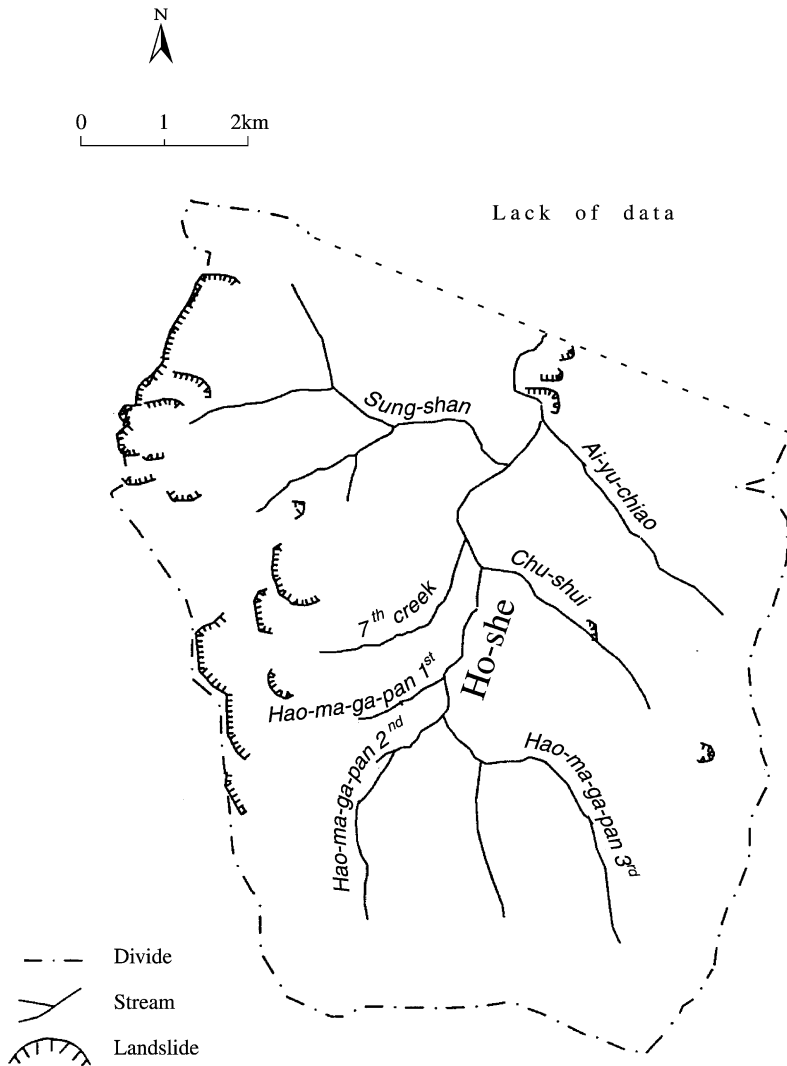 N
0 1 2km
Lack of data
Sung-shan
Ai-yu-chiao
Chu-shui
7th creek
Ho-she
Hao-ma-ga-pan 1st
Hao-ma-ga-pan 2nd
Hao-ma-ga-pan 3rd
Divide
Stream
Landslide